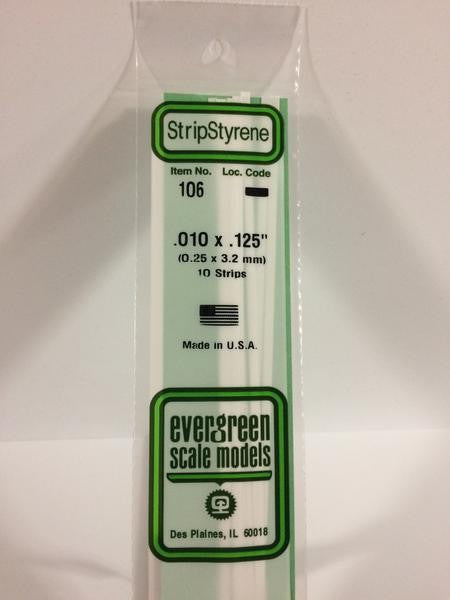 StripStyrene
Item No. Loc. Code
106
.010 x .125"
(0.25 x 3.2 mm)
10 Strips
Made in U.S.A.
evergreen
scale models
Des Plaines, IL 60018